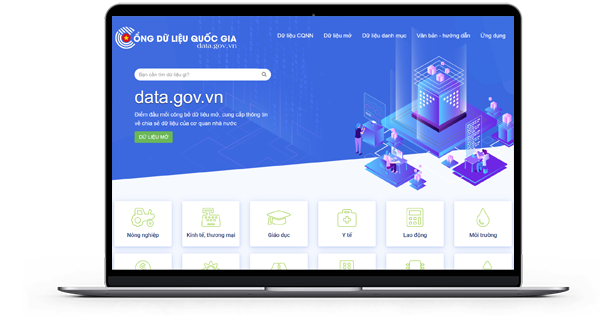 CỔNG DỮ LIỆU QUỐC GIA
data.gov.vn
Dữ liệu CQNN
Dữ liệu mở
Dữ liệu danh mục
Văn bản - hướng dẫn
Ứng dụng
Bạn cần tìm dữ liệu gì?
data.gov.vn
Điểm đầu mối công bố dữ liệu mở, cung cấp thông tin
về chia sẻ dữ liệu của cơ quan nhà nước
DỮ LIỆU MỞ
Nông nghiệp
Kinh tế, thương mại
Giáo dục
Y tế
Lao động
Môi trường